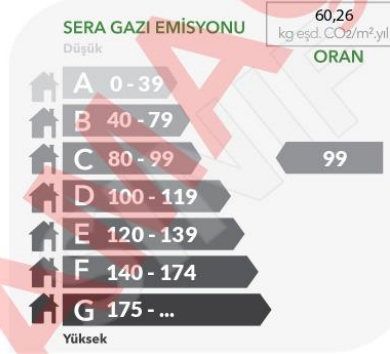 SERA GAZI EMİSYONU
60,26
kg eşd. CO2/m².yıl
Düşük
ORAN
A 0 - 39
B 40 - 79
C 80 - 99
99
D 100 - 119
E 120 - 139
F 140 - 174
G 175 - ...
Yüksek